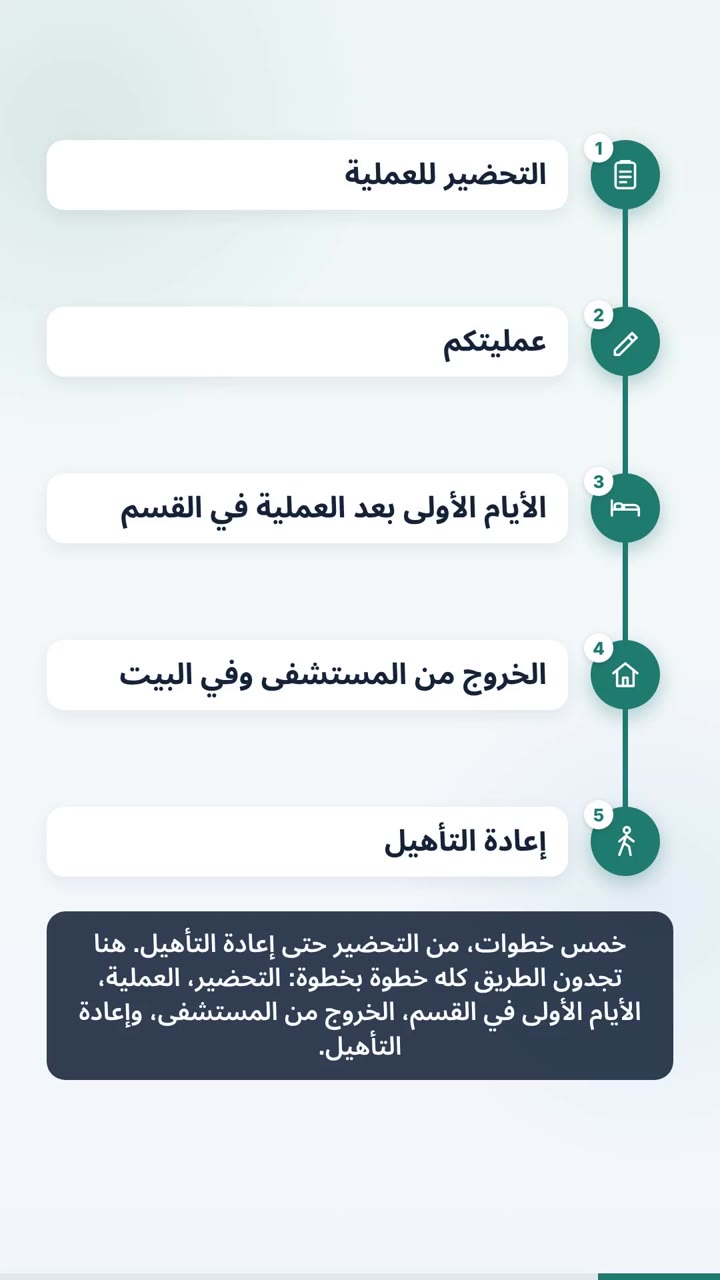 1
التحضير للعملية
2
عمليتكم
3
الأيام الأولى بعد العملية في القسم
4
الخروج من المستشفى وفي البيت
5
إعادة التأهيل
خمس خطوات، من التحضير حتى إعادة التأهيل. هنا
تجدون الطريق كله خطوة بخطوة: التحضير، العملية،
الأيام الأولى في القسم، الخروج من المستشفى، وإعادة
التأهيل.